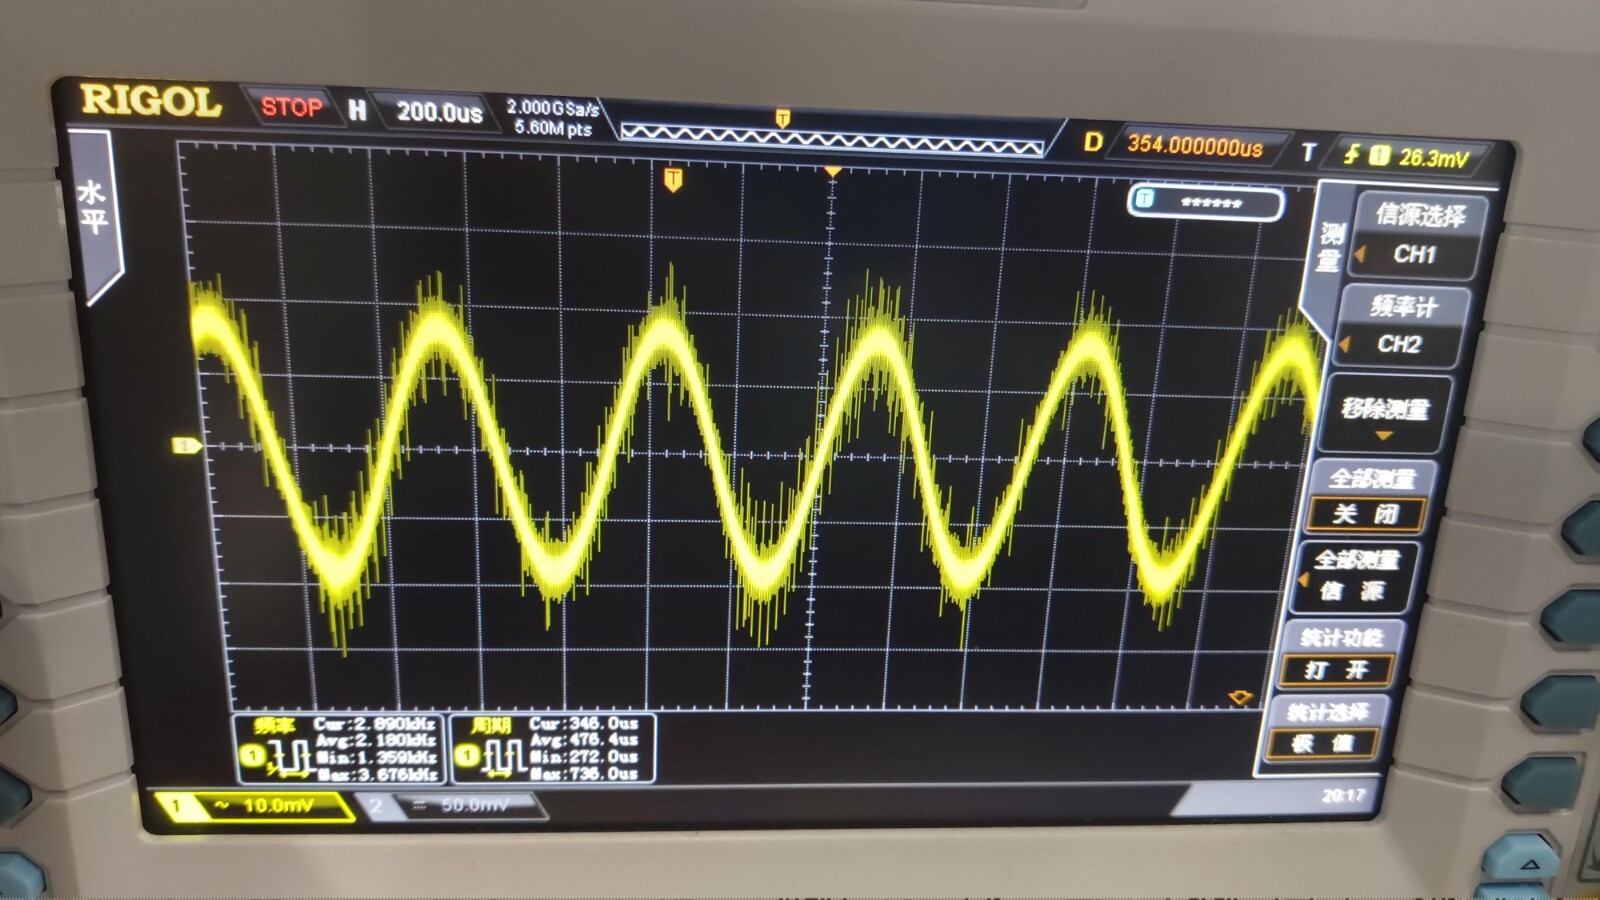 RIGOL STOP H 200.0us 2.000GSa/s 5.60M pts D 354.000000us T 1 26.3mV
T
T
水平
T ******
测量
信源选择
CH1
频率计
CH2
移除测量
全部测量
关 闭
全部测量
信 源
统计功能
打 开
统计选择
极 值
1
频率 Cur:2.890kHz
Avg:2.180kHz
1 Min:1.359kHz
Max:3.676kHz
周期 Cur:346.0us
Avg:476.4us
1 Min:272.0us
Max:736.0us
1 ~ 10.0mV 2 = 50.0mV
20:17